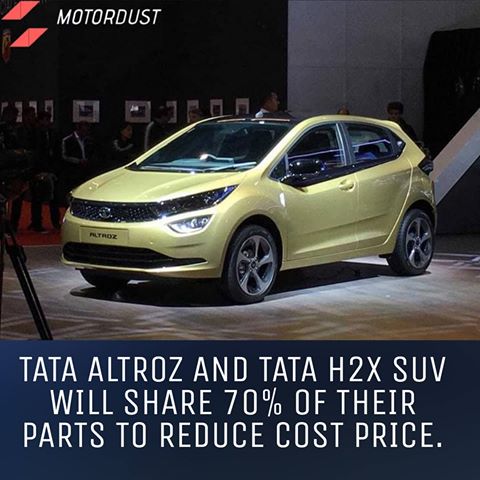 MOTORDUST
ALTROZ
TATA ALTROZ AND TATA H2X SUV
WILL SHARE 70% OF THEIR
PARTS TO REDUCE COST PRICE.